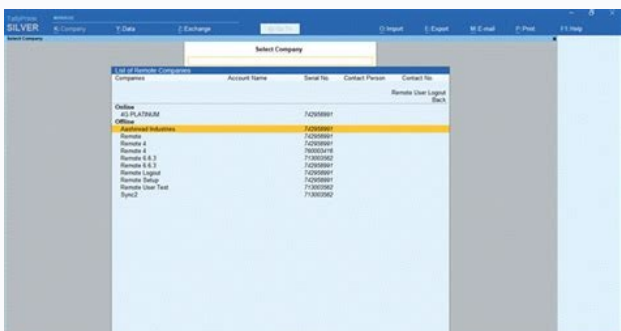 TallyPrime
SILVER
K:Company Y:Data Z:Exchange G:Go To O:Import E:Export M:E-mail P:Print F1:Help
Select Company
Select Company
List of Remote Companies
Companies Account Name Serial No. Contact Person Contact No.
Remote User Logout
Back
Online
4G PLATINUM 742958991
Offline
Industries 742958991
Remote 742958991
Remote 4 742958991
Remote 4 760003416
Remote 6.6.3 713003562
Remote 6.6.3 742958991
Remote Logout 742958991
Remote Setup 742958991
Remote User Test 713003562
Sync2 713003562